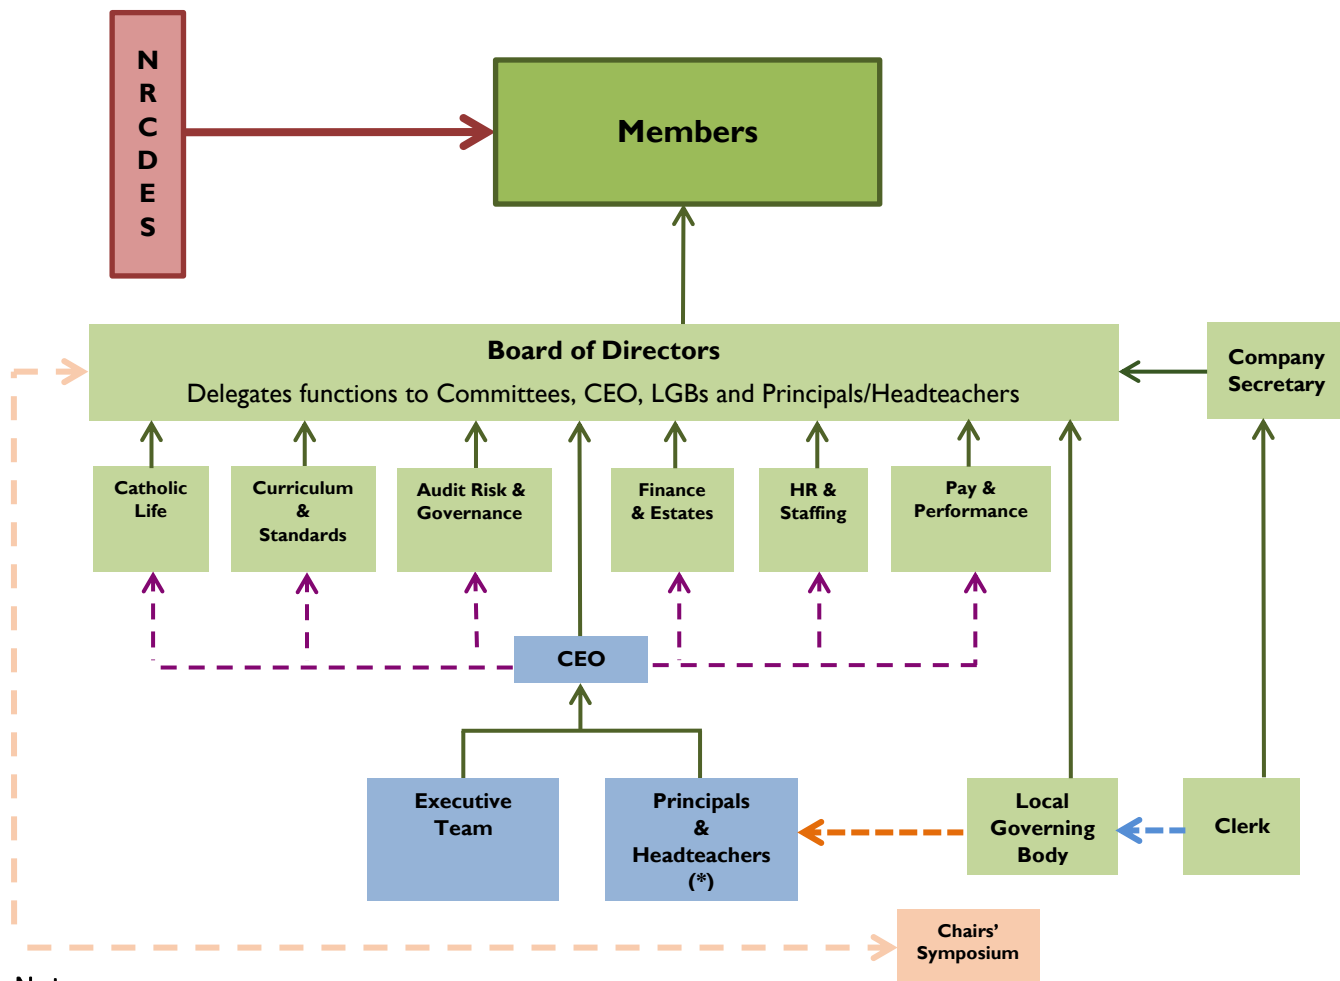 N
R
C
D
E
S
Members
Board of Directors
Delegates functions to Committees, CEO, LGBs and Principals/Headteachers
Company
Secretary
Catholic
Life
Curriculum
&
Standards
Audit Risk &
Governance
Finance
& Estates
HR &
Staffing
Pay &
Performance
CEO
Executive
Team
Principals
&
Headteachers
(*)
Local
Governing
Body
Clerk
Chairs'
Symposium